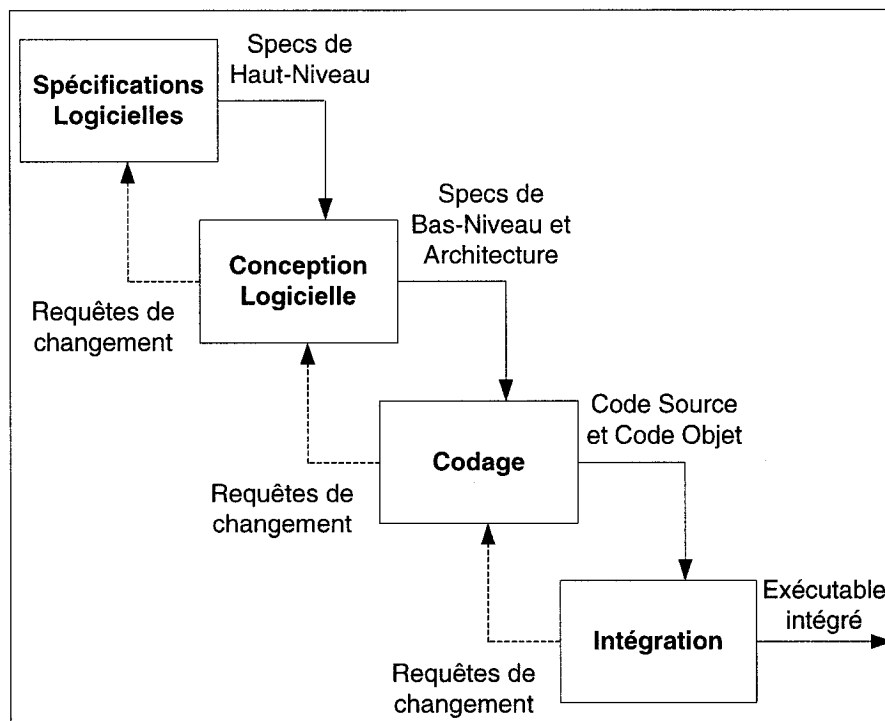 Specs de
Haut-Niveau
Spécifications
Logicielles
Specs de
Bas-Niveau et
Architecture
Conception
Logicielle
Requêtes de
changement
Code Source
et Code Objet
Codage
Requêtes de
changement
Exécutable
intégré
Intégration
Requêtes de
changement